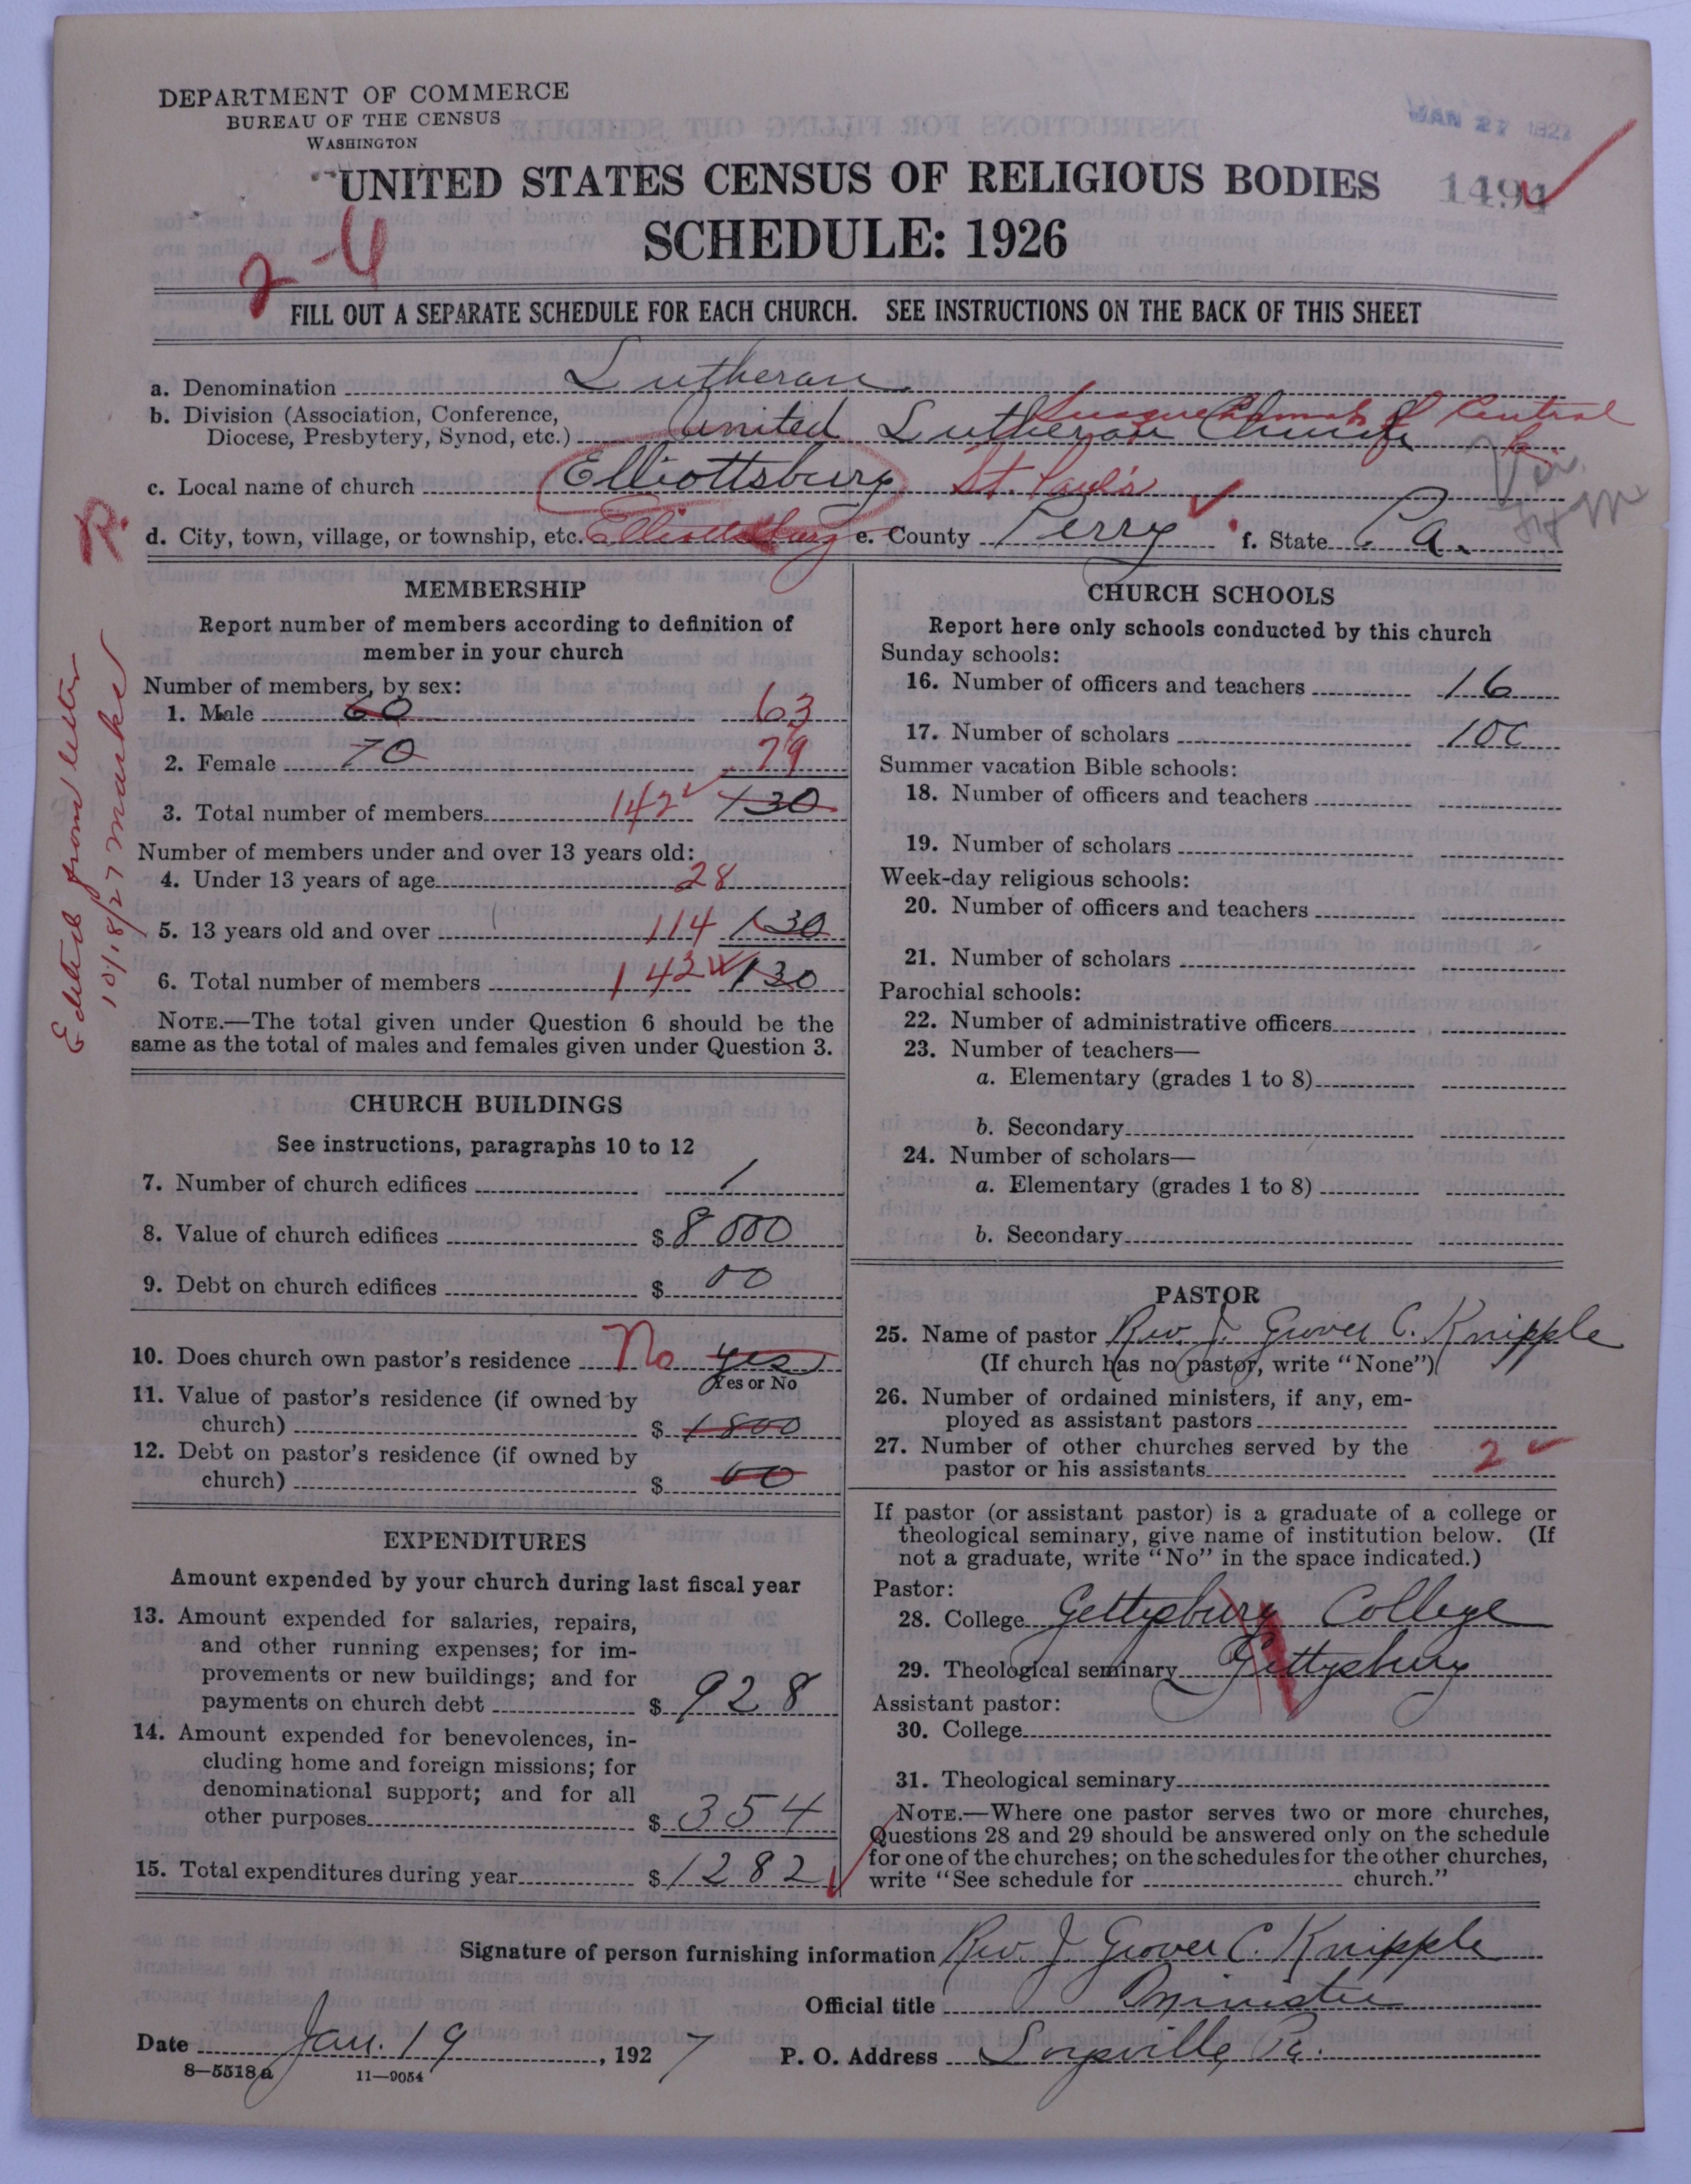 DEPARTMENT OF COMMERCE
BUREAU OF THE CENSUS
WASHINGTON
JAN 27 1927
UNITED STATES CENSUS OF RELIGIOUS BODIES
1494
SCHEDULE: 1926
2-4
FILL OUT A SEPARATE SCHEDULE FOR EACH CHURCH. SEE INSTRUCTIONS ON THE BACK OF THIS SHEET
a. Denomination Lutheran
b. Division (Association, Conference,
Diocese, Presbytery, Synod, etc.) United Lutheran Church of Central Pa.
c. Local name of church Elliottsburg St. Paul's
d. City, town, village, or township, etc. Elliottsburg e. County Perry f. State Pa.
R.
Edited from letter
10/18/27 marked
MEMBERSHIP
Report number of members according to definition of
member in your church
Number of members, by sex:
1. Male 60 63
2. Female 70 79
3. Total number of members 142 130
Number of members under and over 13 years old:
4. Under 13 years of age 28
5. 13 years old and over 114 130
6. Total number of members 142 130
NOTE.—The total given under Question 6 should be the
same as the total of males and females given under Question 3.
CHURCH BUILDINGS
See instructions, paragraphs 10 to 12
7. Number of church edifices 1
8. Value of church edifices $ 8000
9. Debt on church edifices $ 00
10. Does church own pastor's residence No yes
Yes or No
11. Value of pastor's residence (if owned by
church) $ 1800
12. Debt on pastor's residence (if owned by
church) $ 00
EXPENDITURES
Amount expended by your church during last fiscal year
13. Amount expended for salaries, repairs,
and other running expenses; for im-
provements or new buildings; and for
payments on church debt $ 928
14. Amount expended for benevolences, in-
cluding home and foreign missions; for
denominational support; and for all
other purposes $ 354
15. Total expenditures during year $ 1282
CHURCH SCHOOLS
Report here only schools conducted by this church
Sunday schools:
16. Number of officers and teachers 16
17. Number of scholars 100
Summer vacation Bible schools:
18. Number of officers and teachers
19. Number of scholars
Week-day religious schools:
20. Number of officers and teachers
21. Number of scholars
Parochial schools:
22. Number of administrative officers
23. Number of teachers—
a. Elementary (grades 1 to 8)
b. Secondary
24. Number of scholars—
a. Elementary (grades 1 to 8)
b. Secondary
PASTOR
25. Name of pastor Rev. J. Grover C. Knipple
(If church has no pastor, write "None")
26. Number of ordained ministers, if any, em-
ployed as assistant pastors
27. Number of other churches served by the
pastor or his assistants 2
If pastor (or assistant pastor) is a graduate of a college or
theological seminary, give name of institution below. (If
not a graduate, write "No" in the space indicated.)
Pastor:
28. College Gettysburg College
29. Theological seminary Gettysburg
Assistant pastor:
30. College
31. Theological seminary
NOTE.—Where one pastor serves two or more churches,
Questions 28 and 29 should be answered only on the schedule
for one of the churches; on the schedules for the other churches,
write "See schedule for church."
Signature of person furnishing information Rev. J. Grover C. Knipple
Official title Minister
Date Jan. 19, 1927 P. O. Address Loysville, Pa.
8—5518a 11—9054